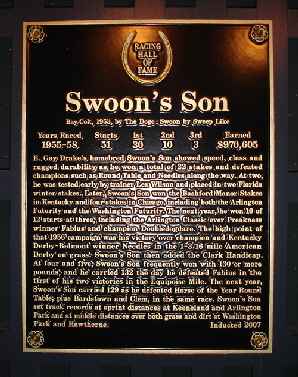 RACING
HALL
OF
FAME
Swoon's Son
Bay Colt, 1953, by The Doge - Swoon by Sweep Like
Years Raced Starts 1st 2nd 3rd Earned
1955-58, 51 30 10 3 $970,605
E. Gay Drake's homebred Swoon's Son showed speed, class and
rugged durability as he won a total of 22 stakes and defeated
champions such as Round Table and Needles along the way. At two,
he was tested early by trainer Lex Wilson and placed in two Florida
winter stakes. Later, Swoon's Son won the Bashford Manor Stakes
in Kentucky and four stakes in Chicago, including both the Arlington
Futurity and the Washington Futurity. The next year, he won 10 of
13 starts at three, including the Arlington Classic over Preakness
winner Fabius and champion Doubledogdare. The high point of
that 1956 campaign was his victory over champion and Kentucky
Derby-Belmont winner Needles in the 1 3/16 mile American
Derby on grass. Swoon's Son then added the Clark Handicap.
At four and five, Swoon's Son frequently won with 130 or more
pounds and he carried 132 the day he defeated Fabius in the
first of his two victories in the Equipoise Mile. The next year,
Swoon's Son carried 129 as he defeated Horse of the Year Round
Table, plus Bardstown and Clem, in the same race. Swoon's Son
set track records at sprint distances at Keeneland and Arlington
Park and at middle distances over both grass and dirt at Washington
Park and Hawthorne. Inducted 2007